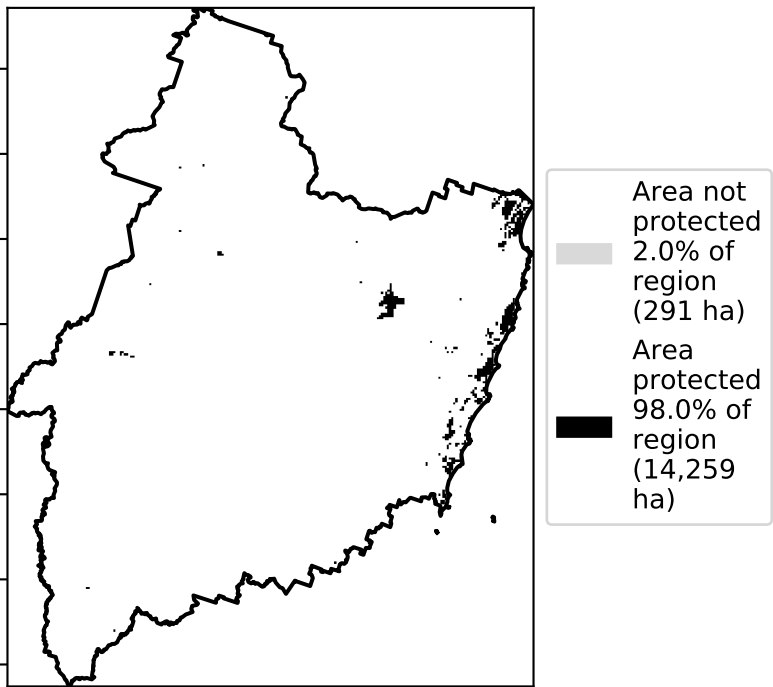 Area not
protected
2.0% of
region
(291 ha)
Area
protected
98.0% of
region
(14,259
ha)